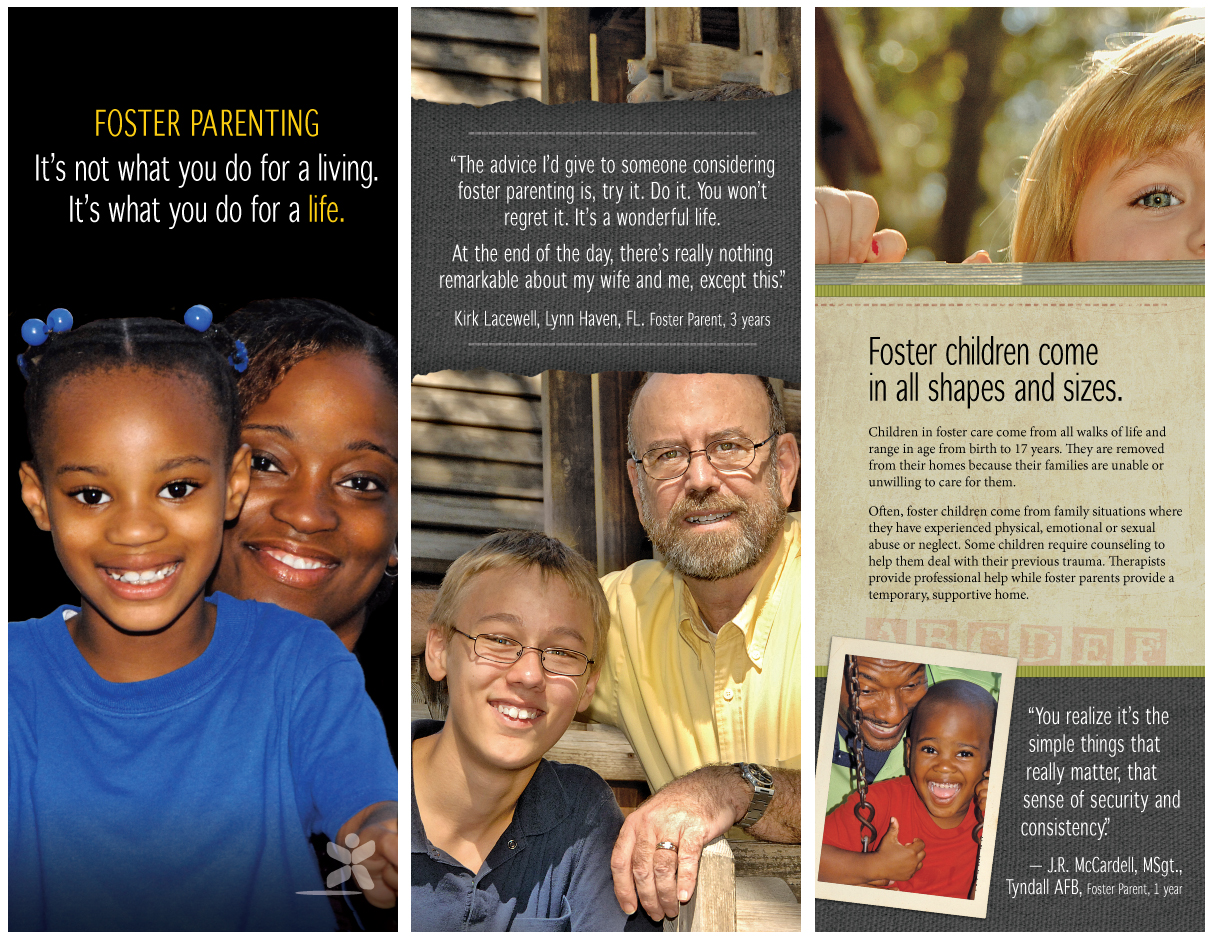 FOSTER PARENTING
It's not what you do for a living.
It's what you do for a life.
“The advice I'd give to someone considering
foster parenting is, try it. Do it. You won't
regret it. It's a wonderful life.
At the end of the day, there's really nothing
remarkable about my wife and me, except this.”
Kirk Lacewell, Lynn Haven, FL. Foster Parent, 3 years
Foster children come
in all shapes and sizes.
Children in foster care come from all walks of life and
range in age from birth to 17 years. They are removed
from their homes because their families are unable or
unwilling to care for them.
Often, foster children come from family situations where
they have experienced physical, emotional or sexual
abuse or neglect. Some children require counseling to
help them deal with their previous trauma. Therapists
provide professional help while foster parents provide a
temporary, supportive home.
A B C D E F
“You realize it's the
simple things that
really matter, that
sense of security and
consistency.”
— J.R. McCardell, MSgt.,
Tyndall AFB, Foster Parent, 1 year